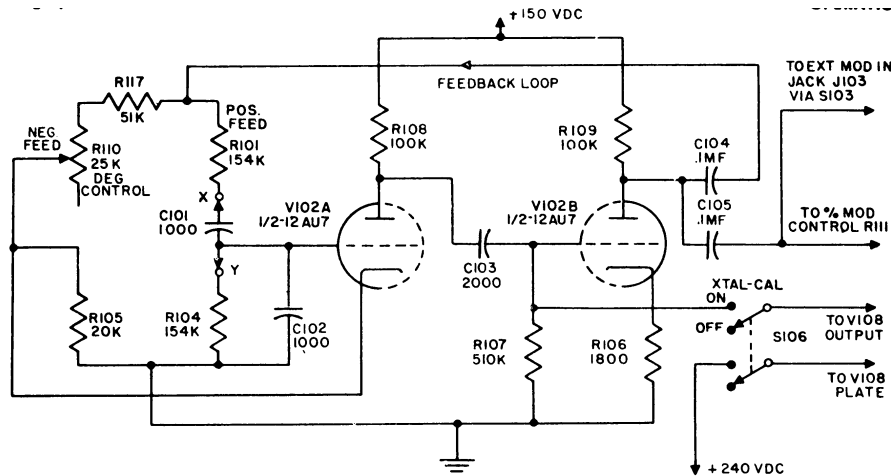 +150 VDC
FEEDBACK LOOP
TO EXT MOD IN
JACK J103
VIA S103
R117
51K
POS.
FEED
R101
154K
NEG.
FEED
R110
25K
DEG
CONTROL
R108
100K
R109
100K
C104
.1MF
X
C101
1000
V102A
1/2-12AU7
V102B
1/2-12AU7
C105
.1MF
TO % MOD
CONTROL R111
Y
C103
2000
XTAL-CAL
ON
OFF
S106
TO V108
OUTPUT
R105
20K
R104
154K
C102
1000
R107
510K
R106
1800
TO V108
PLATE
+240 VDC